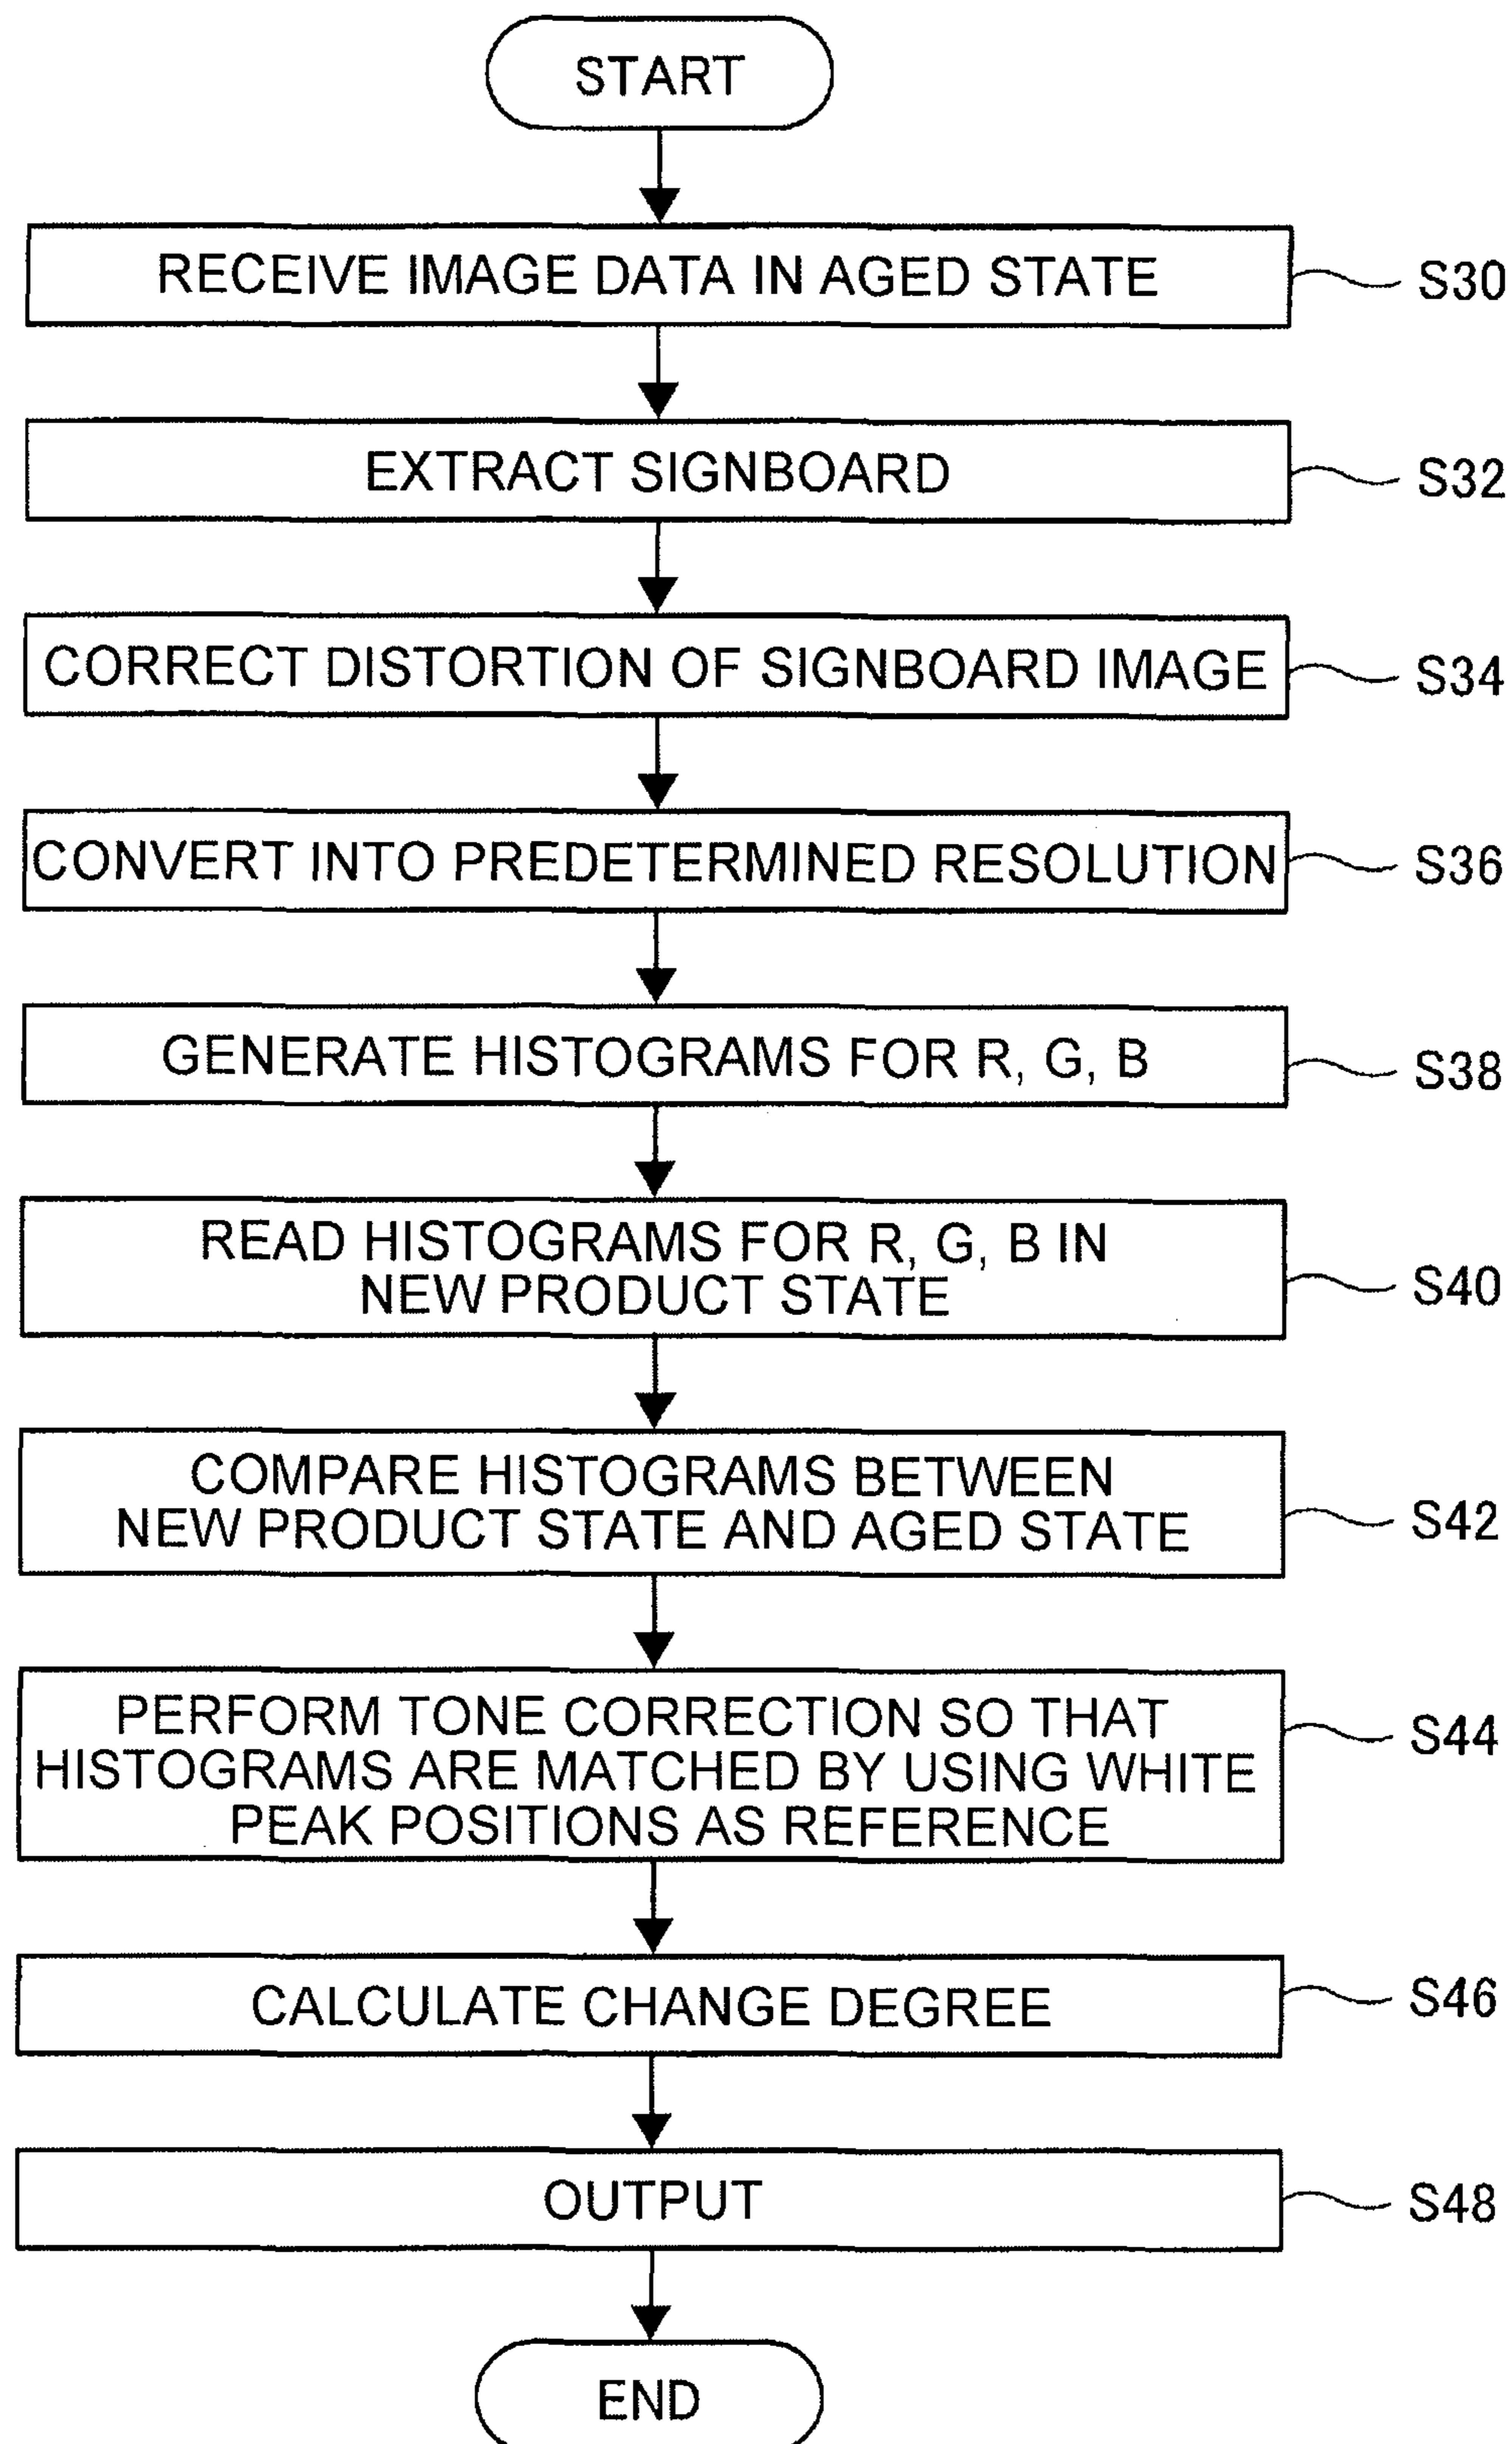 START
RECEIVE IMAGE DATA IN AGED STATE
S30
EXTRACT SIGNBOARD
S32
CORRECT DISTORTION OF SIGNBOARD IMAGE
S34
CONVERT INTO PREDETERMINED RESOLUTION
S36
GENERATE HISTOGRAMS FOR R, G, B
S38
READ HISTOGRAMS FOR R, G, B IN
NEW PRODUCT STATE
S40
COMPARE HISTOGRAMS BETWEEN
NEW PRODUCT STATE AND AGED STATE
S42
PERFORM TONE CORRECTION SO THAT
HISTOGRAMS ARE MATCHED BY USING WHITE
PEAK POSITIONS AS REFERENCE
S44
CALCULATE CHANGE DEGREE
S46
OUTPUT
S48
END